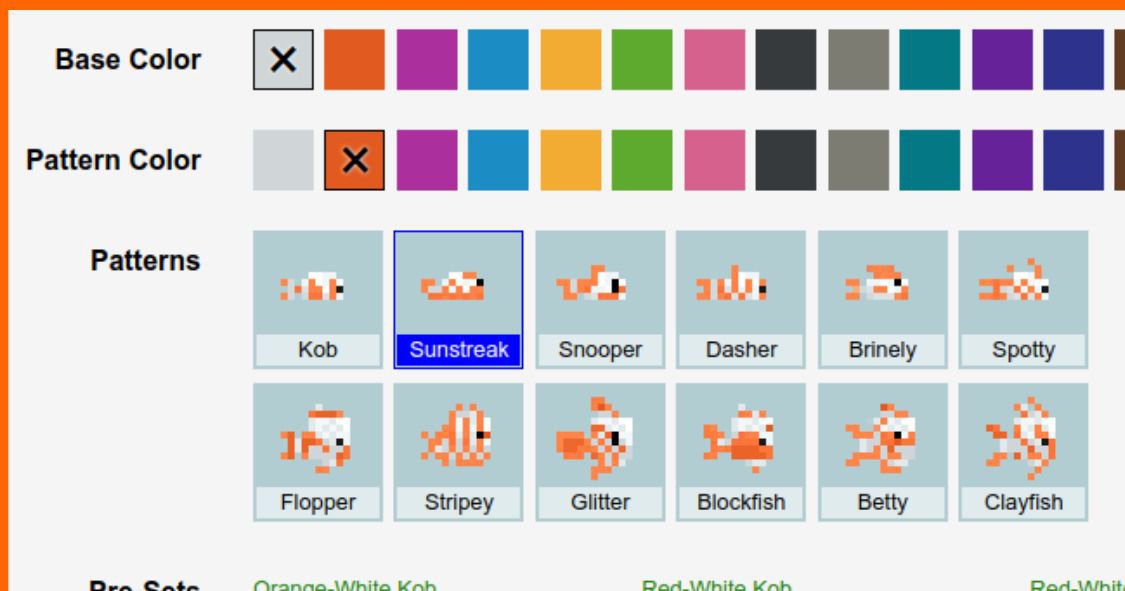 Base Color
Pattern Color
Patterns
Kob Sunstreak Snooper Dasher Brinely Spotty
Flopper Stripey Glitter Blockfish Betty Clayfish
Pre-Sets Orange-White Kob Red-White Kob Red-White